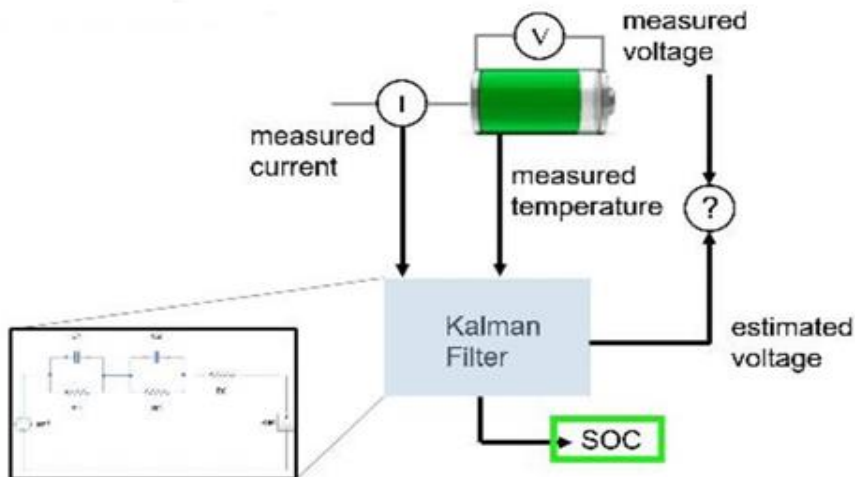 V
measured
voltage
I
measured
current
measured
temperature
?
Kalman
Filter
estimated
voltage
SOC